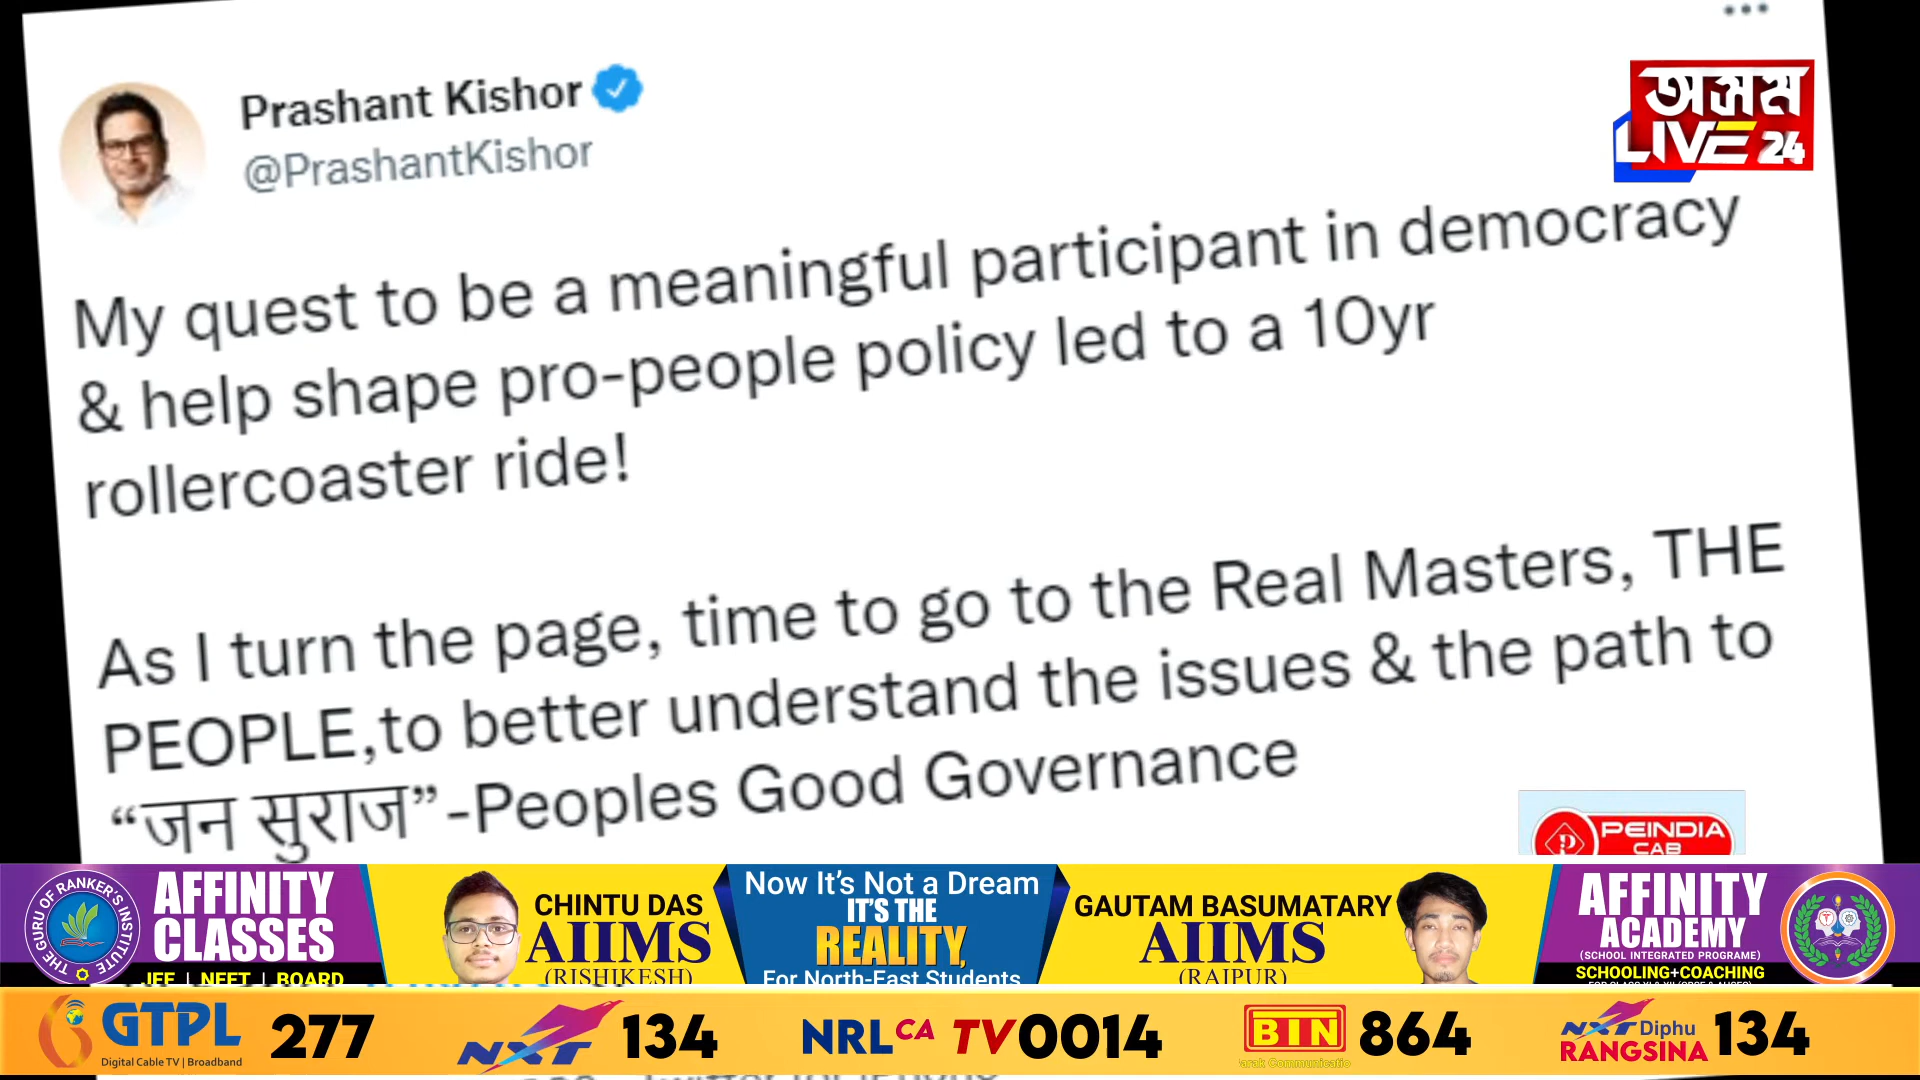 Prashant Kishor
@PrashantKishor
অসম
LIVE 24
My quest to be a meaningful participant in democracy
& help shape pro-people policy led to a 10yr
rollercoaster ride!
As I turn the page, time to go to the Real Masters, THE
PEOPLE,to better understand the issues & the path to
“जन सुराज”-Peoples Good Governance
PEINDIA
CAB
THE GURU OF RANKER'S INSTITUTE
AFFINITY
CLASSES
JEE | NEET | BOARD
CHINTU DAS
AIIMS
(RISHIKESH)
Now It's Not a Dream
IT'S THE
REALITY,
For North-East Students
GAUTAM BASUMATARY
AIIMS
(RAIPUR)
AFFINITY
ACADEMY
(SCHOOL INTEGRATED PROGRAME)
SCHOOLING+COACHING
GTPL
Digital Cable TV | Broadband
277
NXT 134
NRL CA TV 0014
BIN 864
NXT Diphu
RANGSINA 134